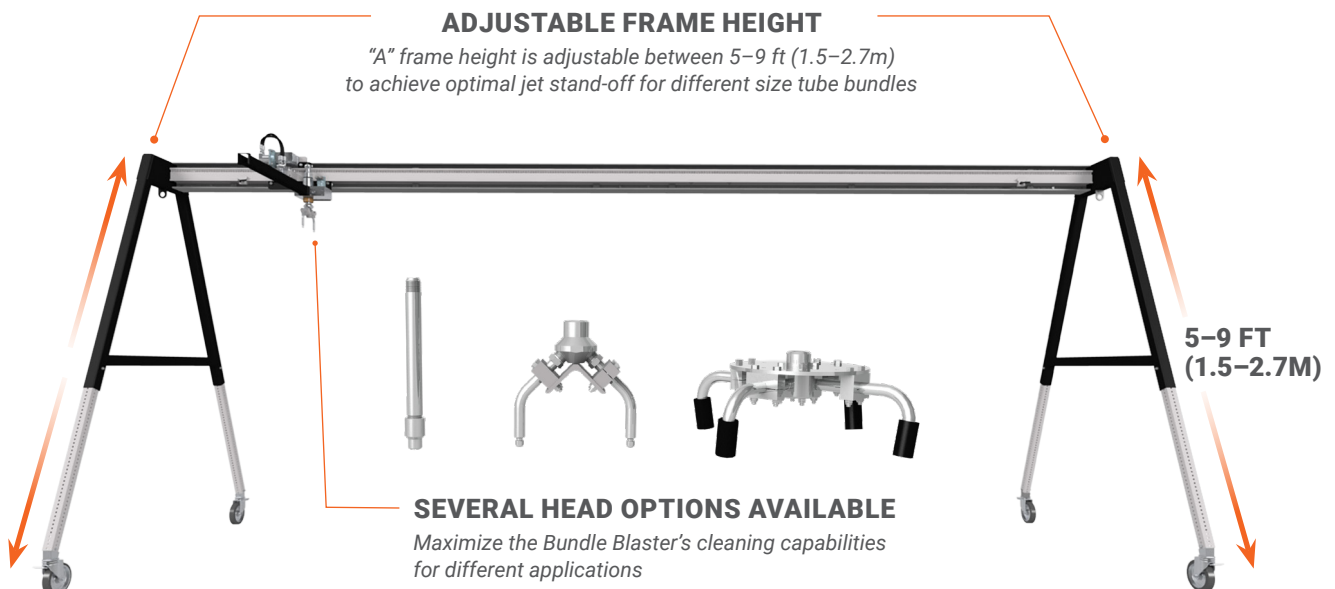 ADJUSTABLE FRAME HEIGHT
“A” frame height is adjustable between 5–9 ft (1.5–2.7m)
to achieve optimal jet stand-off for different size tube bundles
5–9 FT
(1.5–2.7M)
SEVERAL HEAD OPTIONS AVAILABLE
Maximize the Bundle Blaster’s cleaning capabilities
for different applications